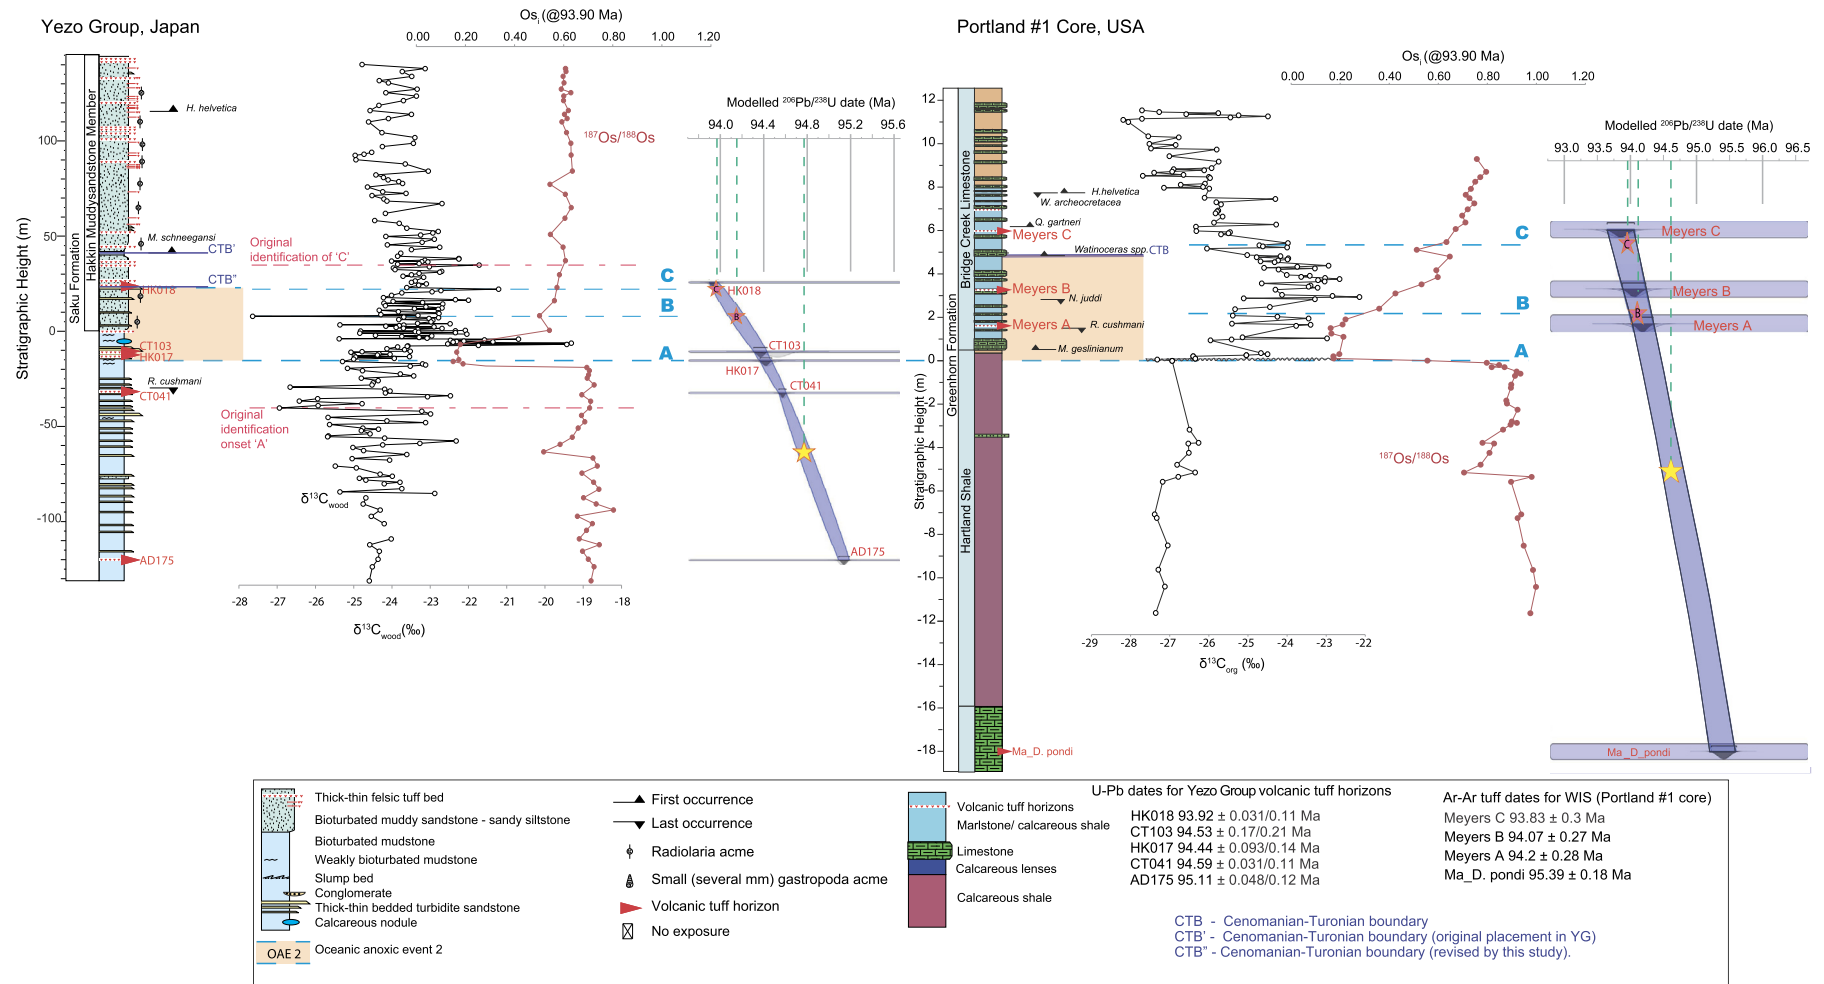 Yezo Group, Japan
Os i (@93.90 Ma)
0.00 0.20 0.40 0.60 0.80 1.00 1.20
Stratigraphic Height (m)
100
50
0
-50
-100
Saku Formation
Hakkin Muddysandstone Member
H. helvetica
M. schneegansi
CTB'
CTB"
HK018
CT103
HK017
R. cushmani
CT041
AD175
Original
identification of 'C'
Original
identification
onset 'A'
187Os/188Os
δ13Cwood
C
B
A
-28 -27 -26 -25 -24 -23 -22 -21 -20 -19 -18
δ13Cwood(‰)
Modelled 206Pb/238U date (Ma)
94.0 94.4 94.8 95.2 95.6
C
HK018
B
CT103
HK017
CT041
AD175
Portland #1 Core, USA
Os i (@93.90 Ma)
0.00 0.20 0.40 0.60 0.80 1.00 1.20
Stratigraphic Height (m)
12
10
8
6
4
2
0
-2
-4
-6
-8
-10
-12
-14
-16
-18
Bridge Creek Limestone
Greenhorn Formation
Hartland Shale
H.helvetica
W. archeocretacea
Q. gartneri
Meyers C
Watinoceras spp.
CTB
Meyers B
N. juddi
Meyers A
R. cushmani
M. geslinianum
Ma_D. pondi
187Os/188Os
C
B
A
-29 -28 -27 -26 -25 -24 -23 -22
δ13Corg (‰)
Modelled 206Pb/238U date (Ma)
93.0 93.5 94.0 94.5 95.0 95.5 96.0 96.5
Meyers C
C
Meyers B
B
Meyers A
Ma_D_pondi
Thick-thin felsic tuff bed
Bioturbated muddy sandstone - sandy siltstone
Bioturbated mudstone
Weakly bioturbated mudstone
Slump bed
Conglomerate
Thick-thin bedded turbidite sandstone
Calcareous nodule
OAE 2
Oceanic anoxic event 2
First occurrence
Last occurrence
Radiolaria acme
Small (several mm) gastropoda acme
Volcanic tuff horizon
No exposure
Volcanic tuff horizons
Marlstone/ calcareous shale
Limestone
Calcareous lenses
Calcareous shale
U-Pb dates for Yezo Group volcanic tuff horizons
HK018 93.92 ± 0.031/0.11 Ma
CT103 94.53 ± 0.17/0.21 Ma
HK017 94.44 ± 0.093/0.14 Ma
CT041 94.59 ± 0.031/0.11 Ma
AD175 95.11 ± 0.048/0.12 Ma
Ar-Ar tuff dates for WIS (Portland #1 core)
Meyers C 93.83 ± 0.3 Ma
Meyers B 94.07 ± 0.27 Ma
Meyers A 94.2 ± 0.28 Ma
Ma_D. pondi 95.39 ± 0.18 Ma
CTB - Cenomanian-Turonian boundary
CTB' - Cenomanian-Turonian boundary (original placement in YG)
CTB" - Cenomanian-Turonian boundary (revised by this study).